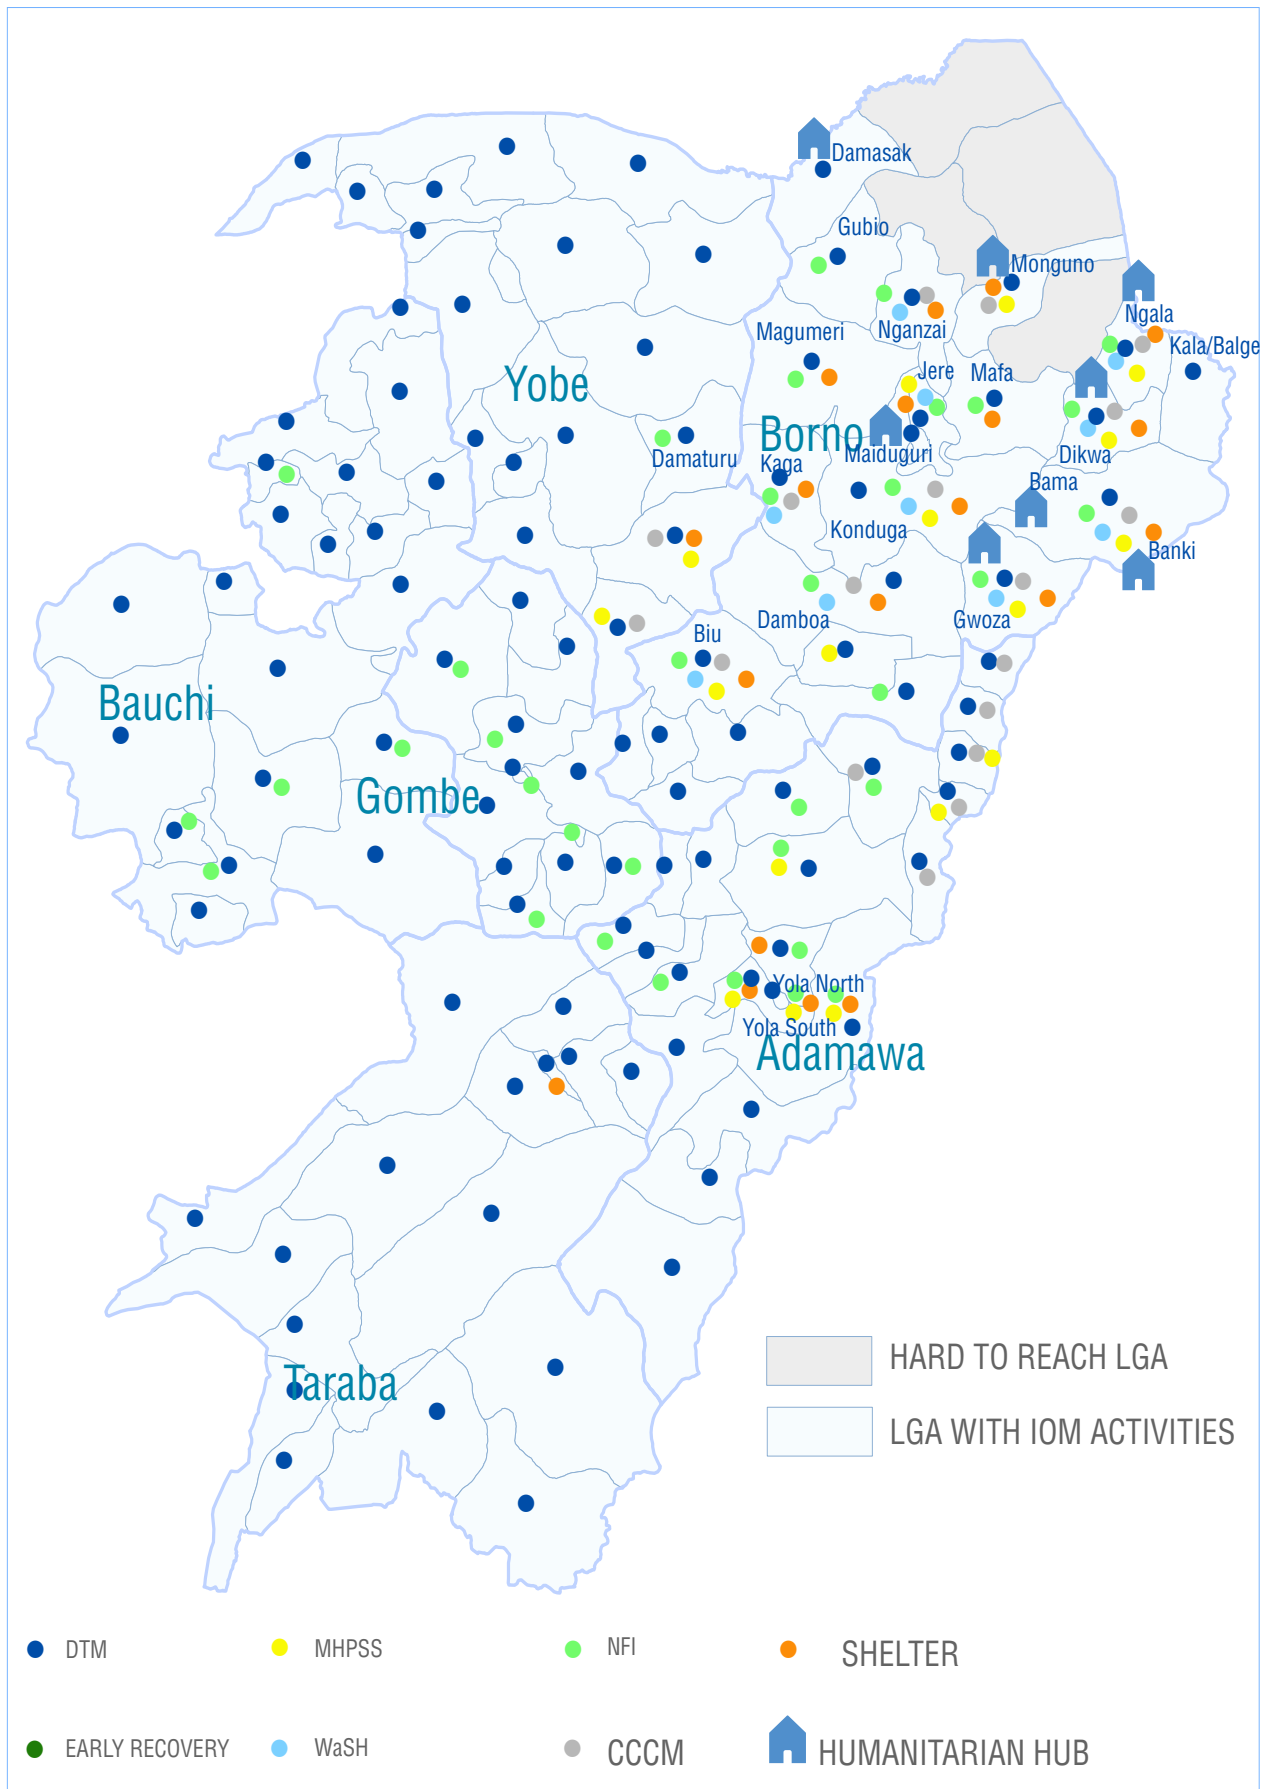 Damasak
Gubio
Monguno
Ngala
Nganzai
Magumeri
Kala/Balge
Jere
Mafa
Yobe
Borno
Maiduguri
Damaturu
Kaga
Dikwa
Bama
Konduga
Banki
Damboa
Gwoza
Biu
Bauchi
Gombe
Yola North
Yola South
Adamawa
HARD TO REACH LGA
Taraba
LGA WITH IOM ACTIVITIES
DTM
MHPSS
NFI
SHELTER
EARLY RECOVERY
WaSH
CCCM
HUMANITARIAN HUB